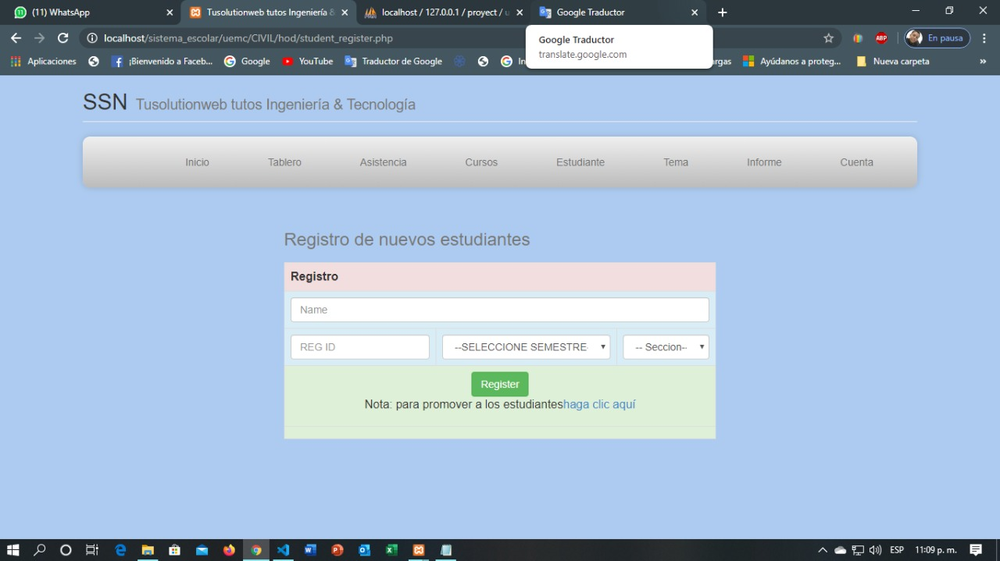 (11) WhatsApp
Tusolutionweb tutos Ingeniería &
localhost / 127.0.0.1 / proyect / u
Google Traductor
localhost/sistema_escolar/uemc/CIVIL/hod/student_register.php
ABP
En pausa
Google Traductor
translate.google.com
Aplicaciones
¡Bienvenido a Faceb...
Google
YouTube
Traductor de Google
In
argas
Ayúdanos a proteg...
Nueva carpeta
»
SSN Tusolutionweb tutos Ingeniería & Tecnología
Inicio Tablero Asistencia Cursos Estudiante Tema Informe Cuenta
Registro de nuevos estudiantes
Registro
Name
REG ID --SELECCIONE SEMESTRE- -- Seccion--
Register
Nota: para promover a los estudianteshaga clic aquí
ESP 11:09 p. m.